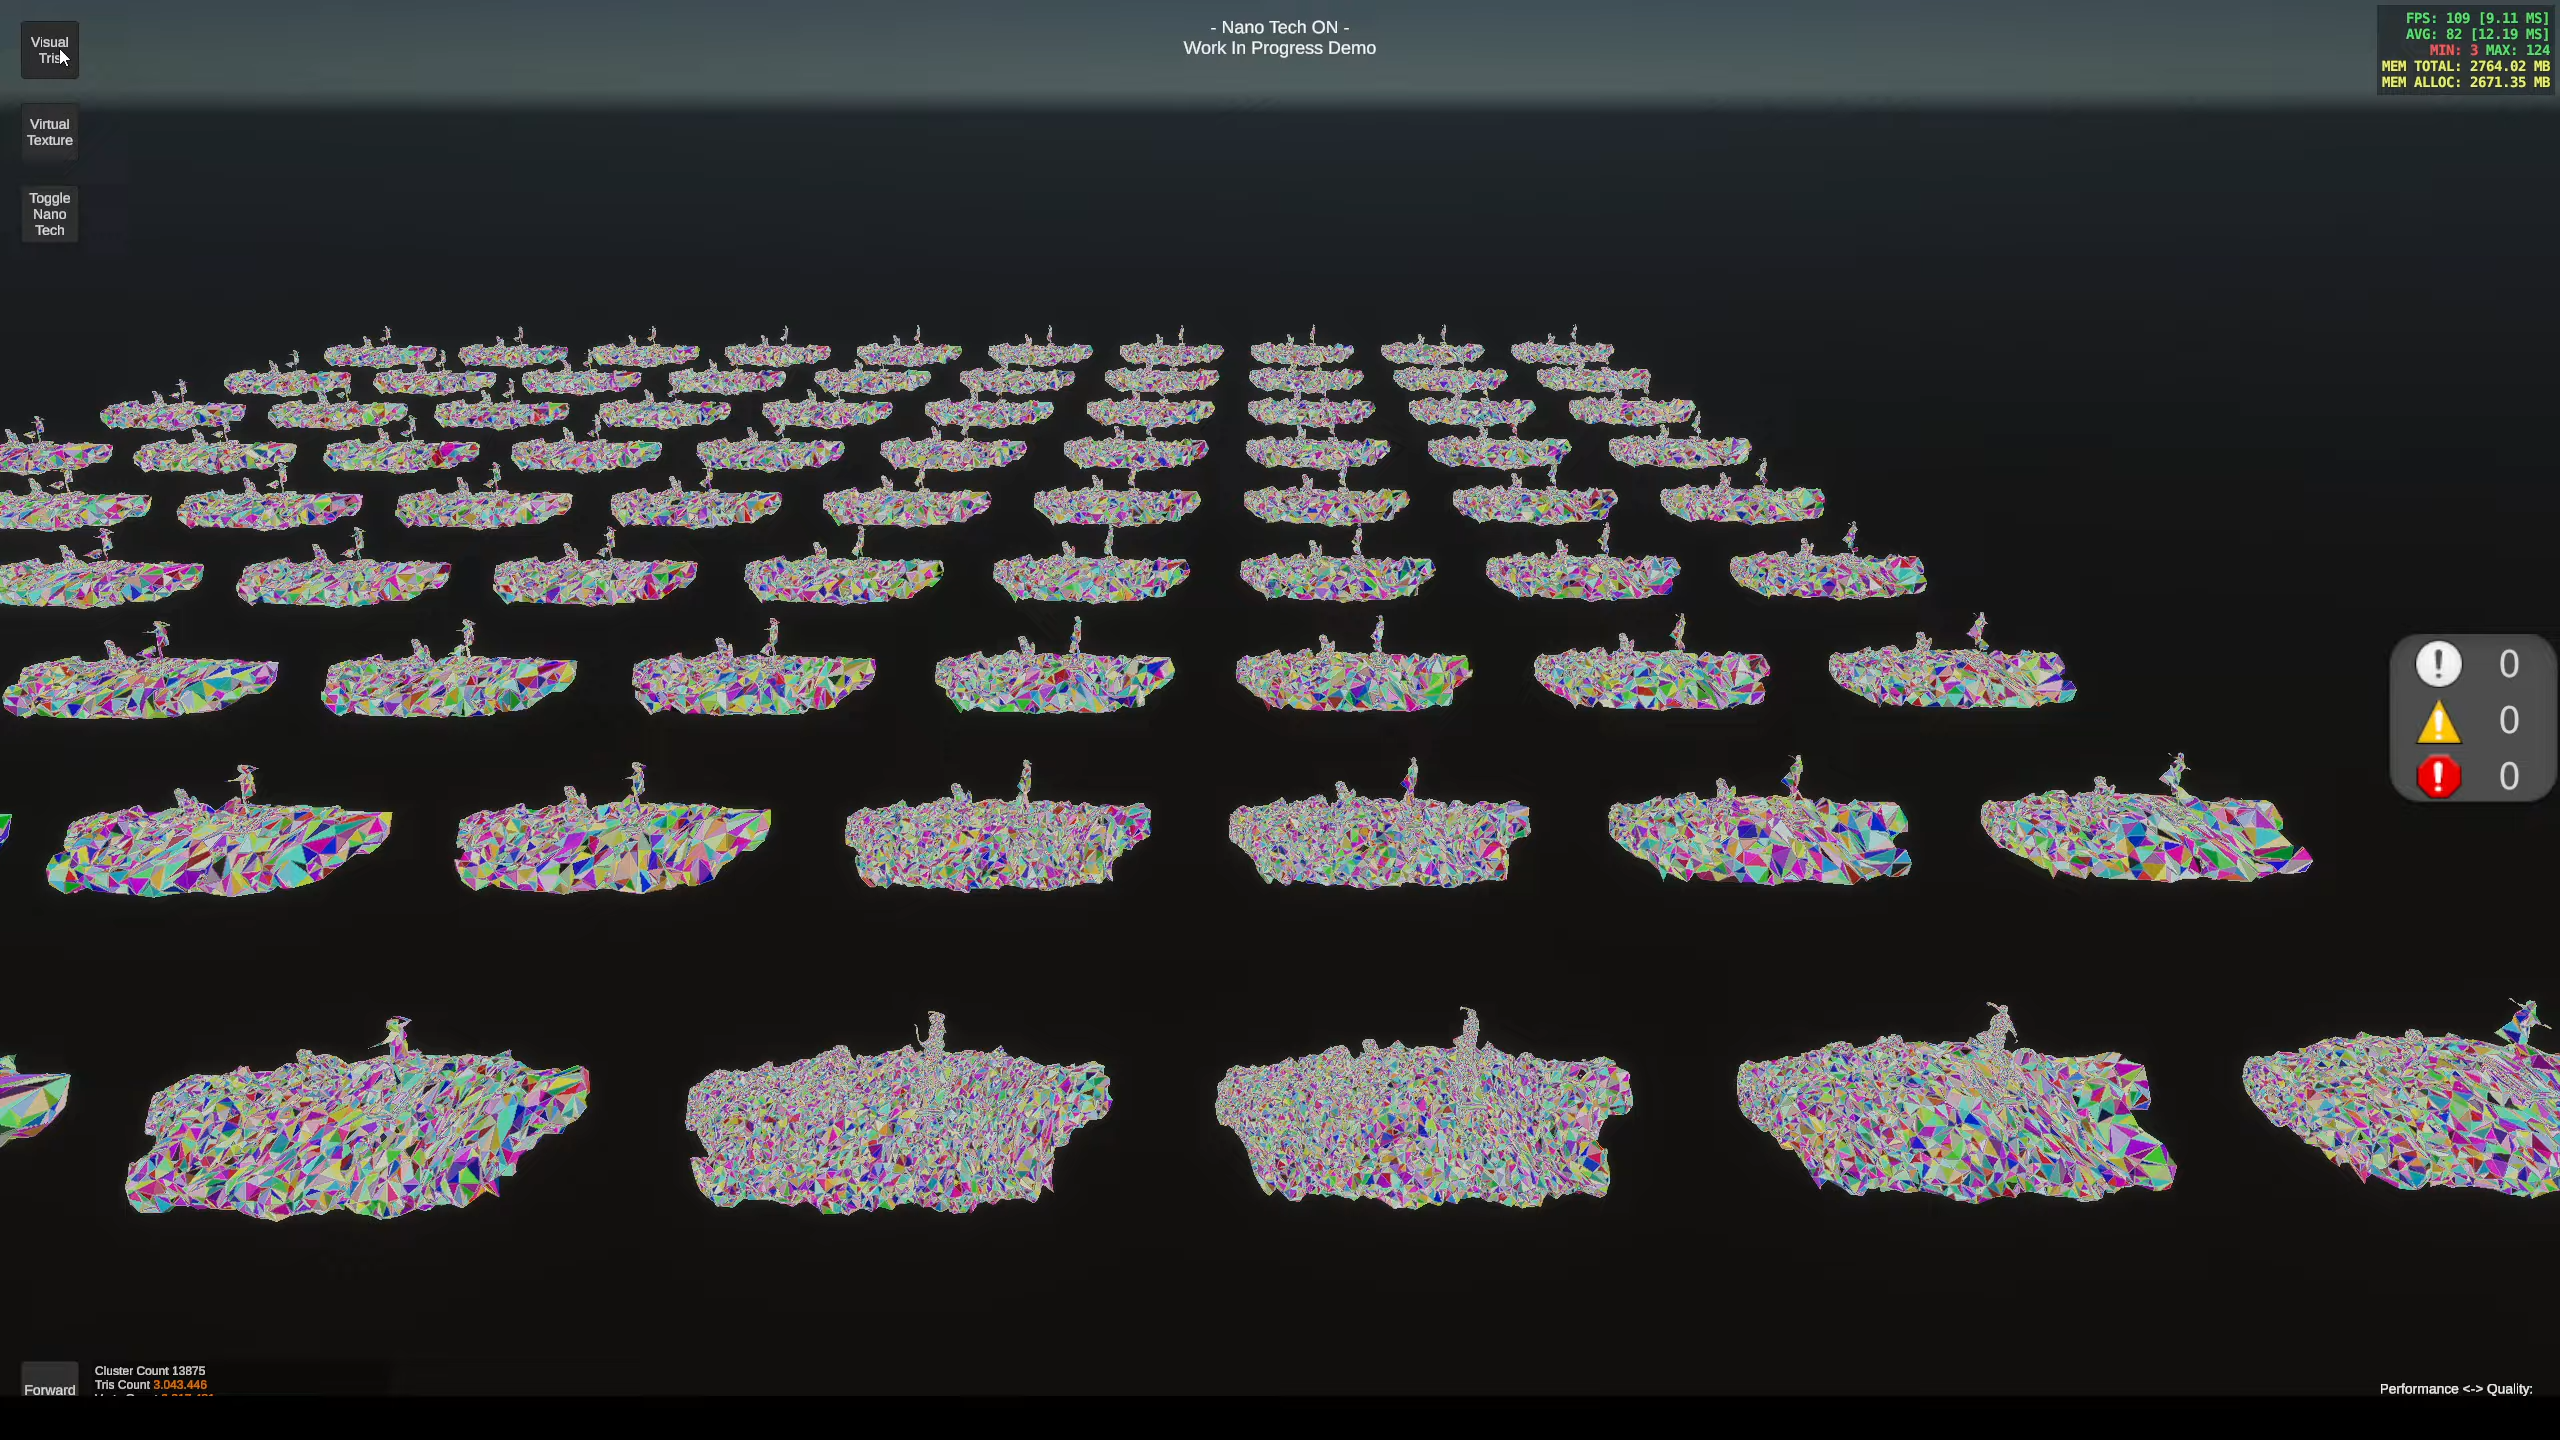 - Nano Tech ON -
Work In Progress Demo
Visual
Tris
Virtual
Texture
Toggle
Nano
Tech
FPS: 109 [9.11 MS]
AVG: 82 [12.19 MS]
MIN: 3 MAX: 124
MEM TOTAL: 2764.02 MB
MEM ALLOC: 2671.35 MB
0
0
0
Forward
Cluster Count 13875
Tris Count 3.043.446
Performance <-> Quality: